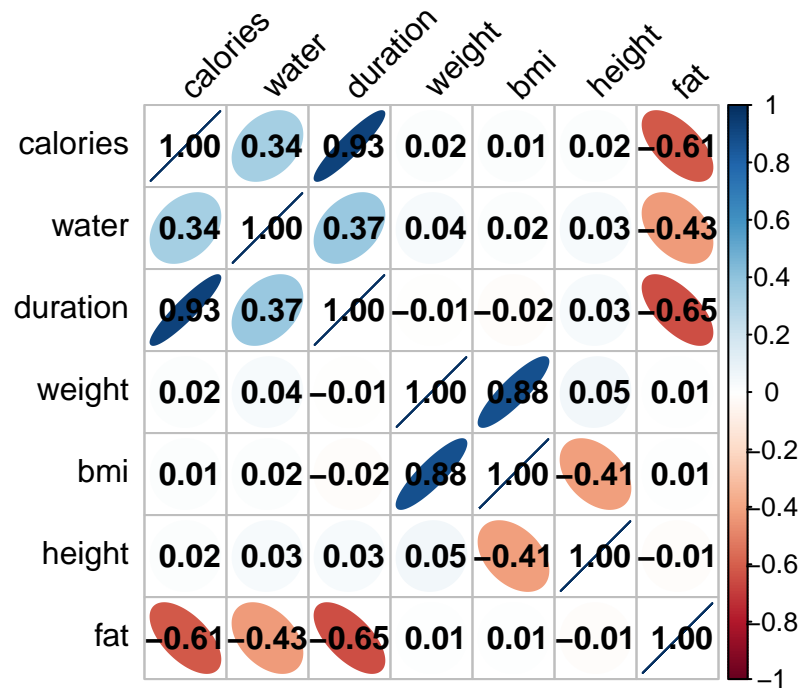 calories water duration weight bmi height fat
calories 1.00 0.34 0.93 0.02 0.01 0.02 −0.61
water 0.34 1.00 0.37 0.04 0.02 0.03 −0.43
duration 0.93 0.37 1.00 −0.01 −0.02 0.03 −0.65
weight 0.02 0.04 −0.01 1.00 0.88 0.05 0.01
bmi 0.01 0.02 −0.02 0.88 1.00 −0.41 0.01
height 0.02 0.03 0.03 0.05 −0.41 1.00 −0.01
fat −0.61 −0.43 −0.65 0.01 0.01 −0.01 1.00
1
0.8
0.6
0.4
0.2
0
−0.2
−0.4
−0.6
−0.8
−1